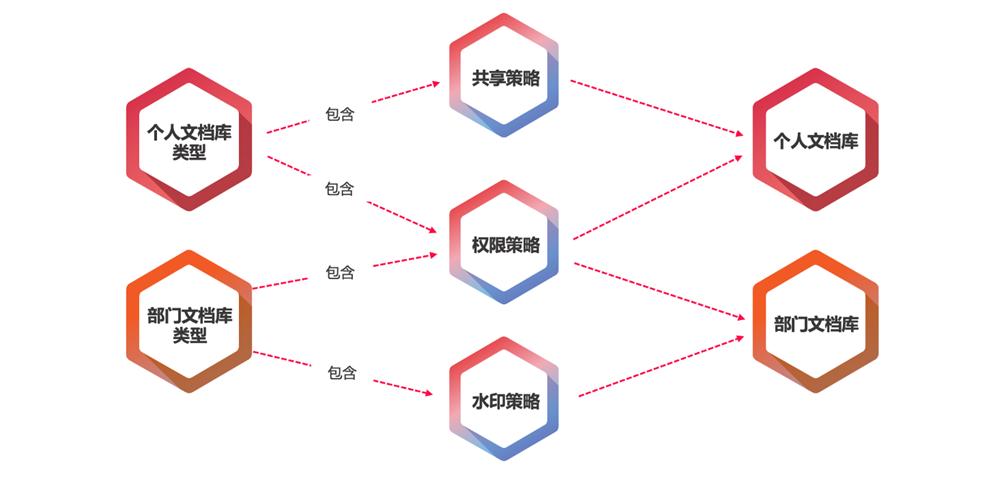 共享策略
包含
个人文档库
类型
个人文档库
包含
权限策略
包含
部门文档库
类型
部门文档库
包含
水印策略